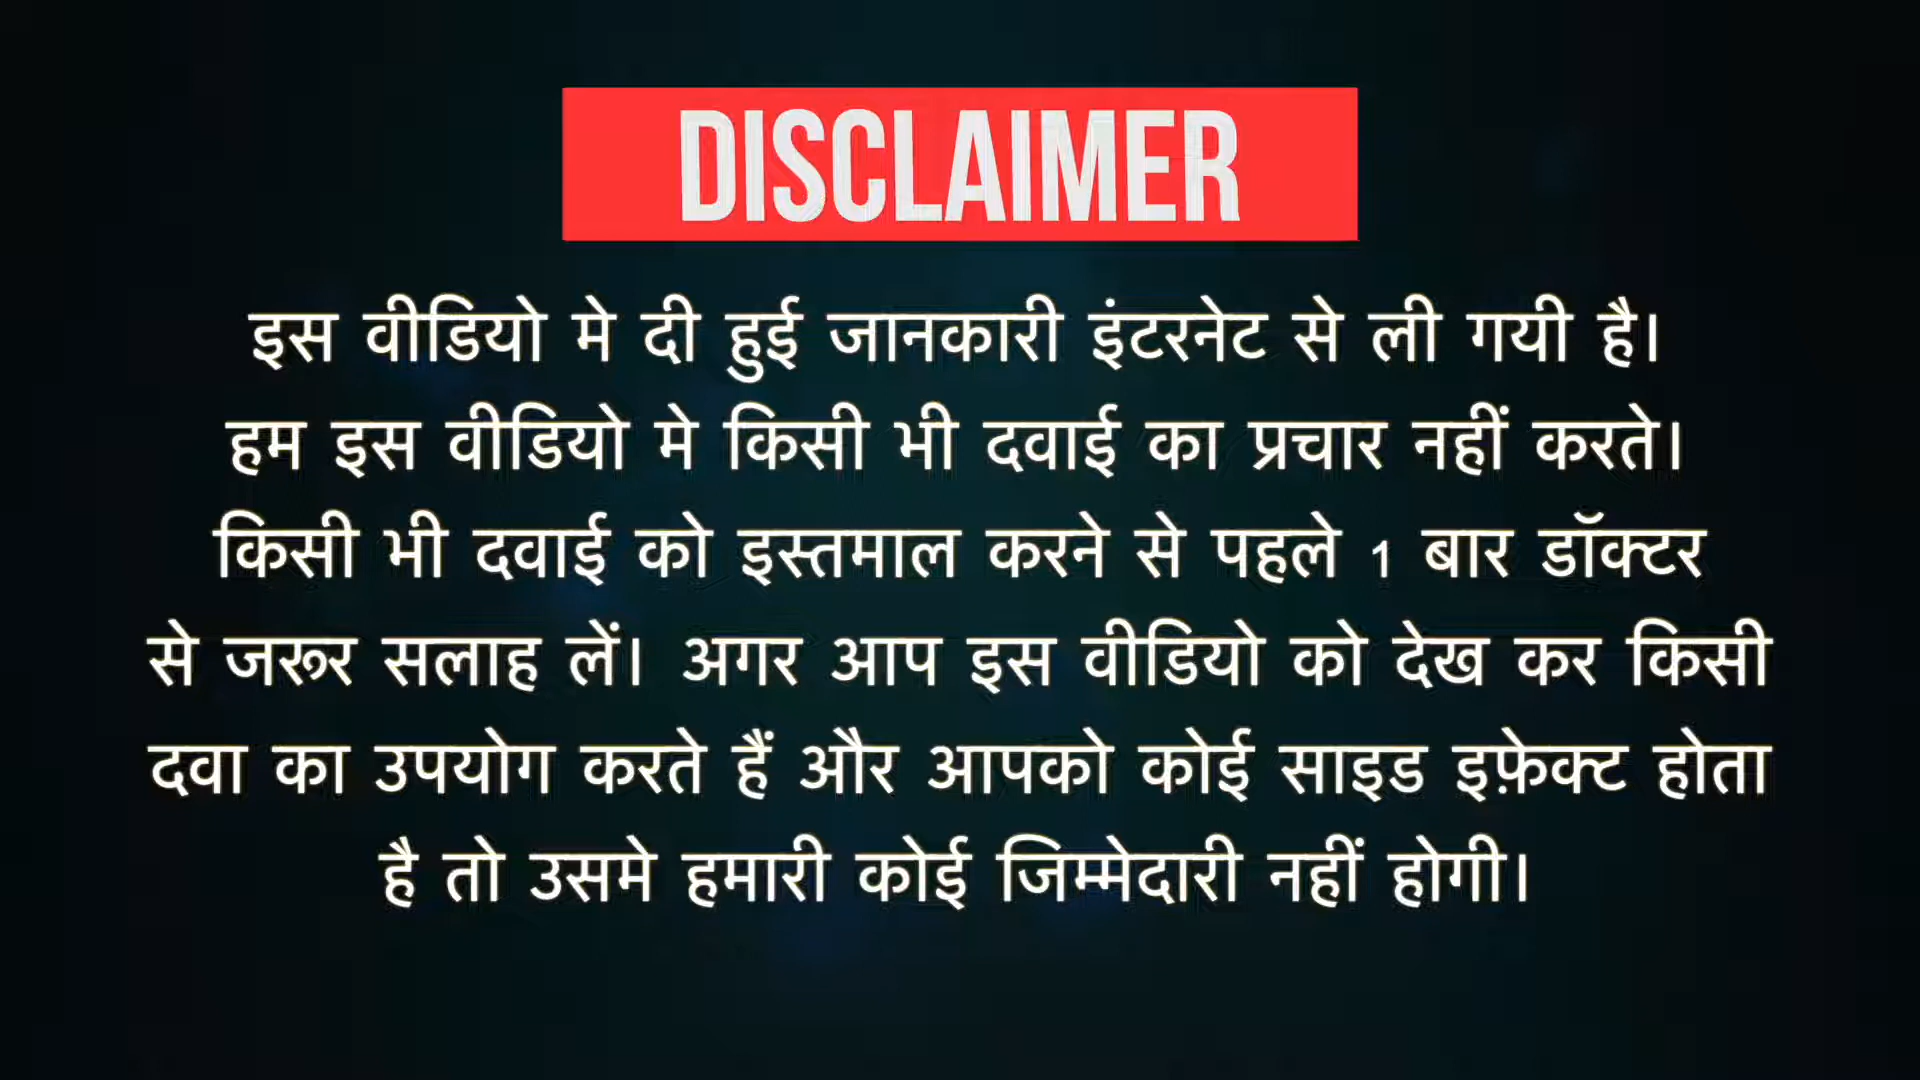 DISCLAIMER
इस वीडियो मे दी हुई जानकारी इंटरनेट से ली गयी है।
हम इस वीडियो मे किसी भी दवाई का प्रचार नहीं करते।
किसी भी दवाई को इस्तमाल करने से पहले 1 बार डॉक्टर
से जरूर सलाह लें। अगर आप इस वीडियो को देख कर किसी
दवा का उपयोग करते हैं और आपको कोई साइड इफ़ेक्ट होता
है तो उसमे हमारी कोई जिम्मेदारी नहीं होगी।